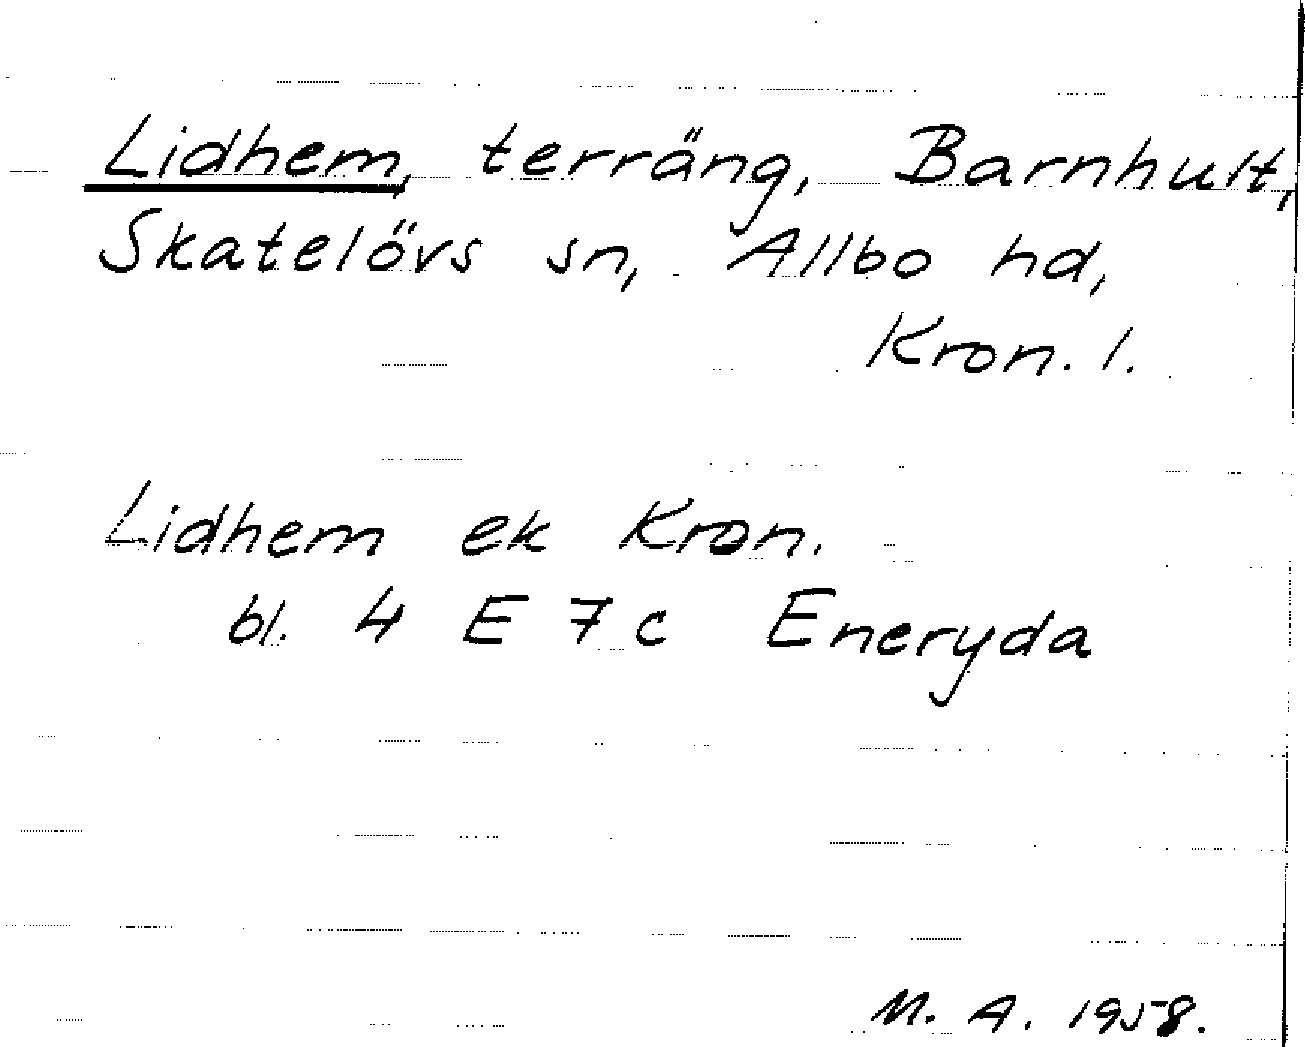 Lidhem, terräng, Barnhult,
Skatelövs sn, Allbo hd,
Kron. l.
Lidhem ek Kron.
bl. 4 E 7 c Eneryda
M. A. 1958.